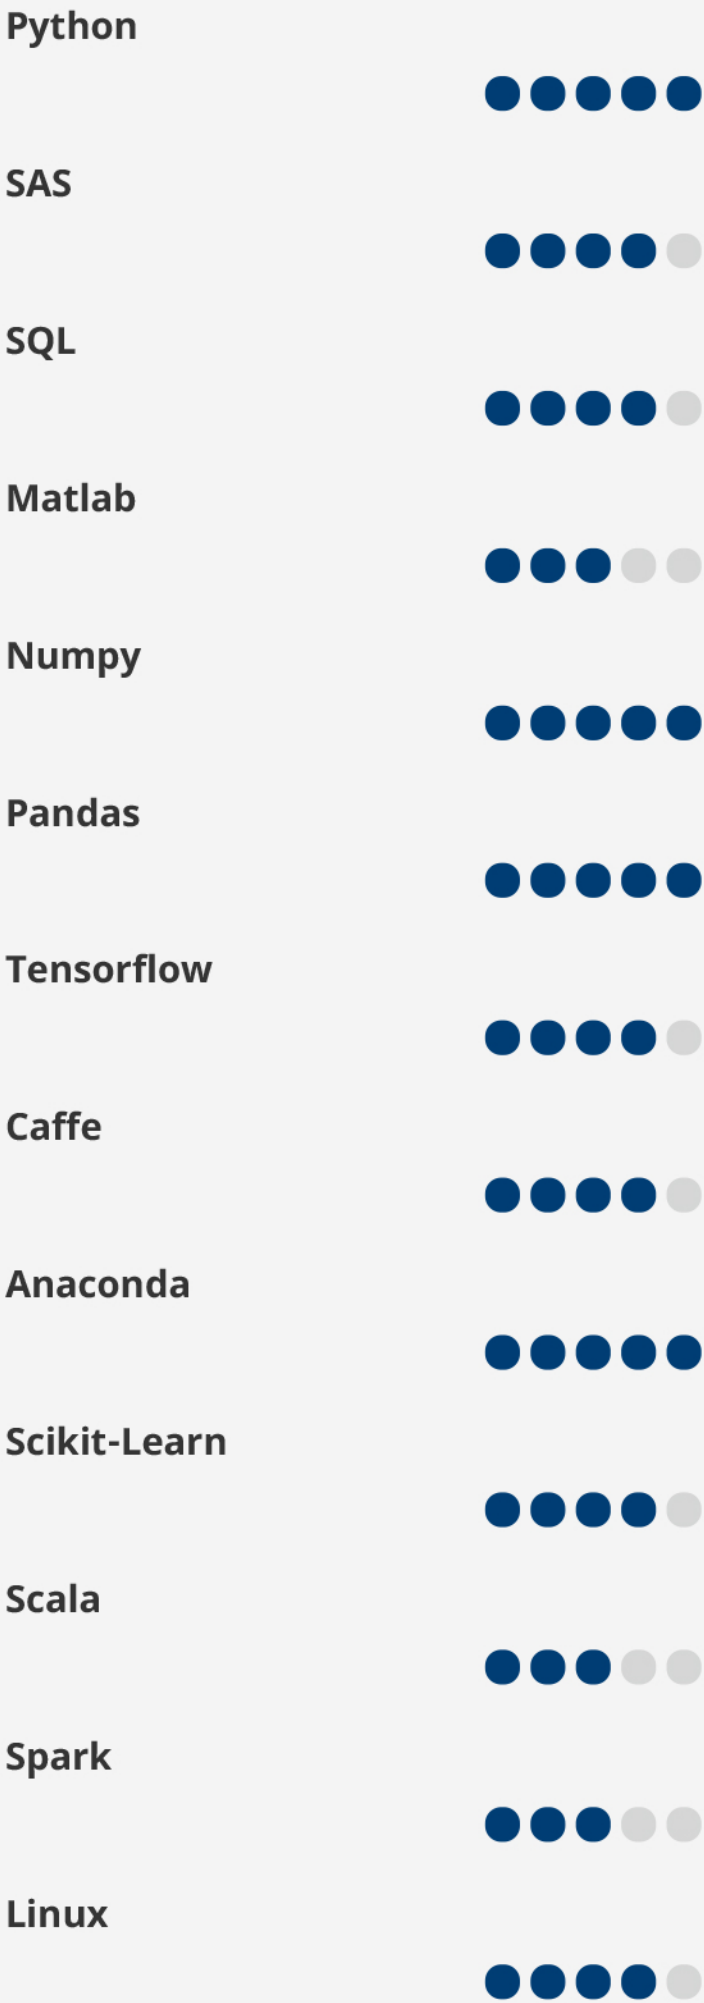 Python
SAS
SQL
Matlab
Numpy
Pandas
Tensorflow
Caffe
Anaconda
Scikit-Learn
Scala
Spark
Linux